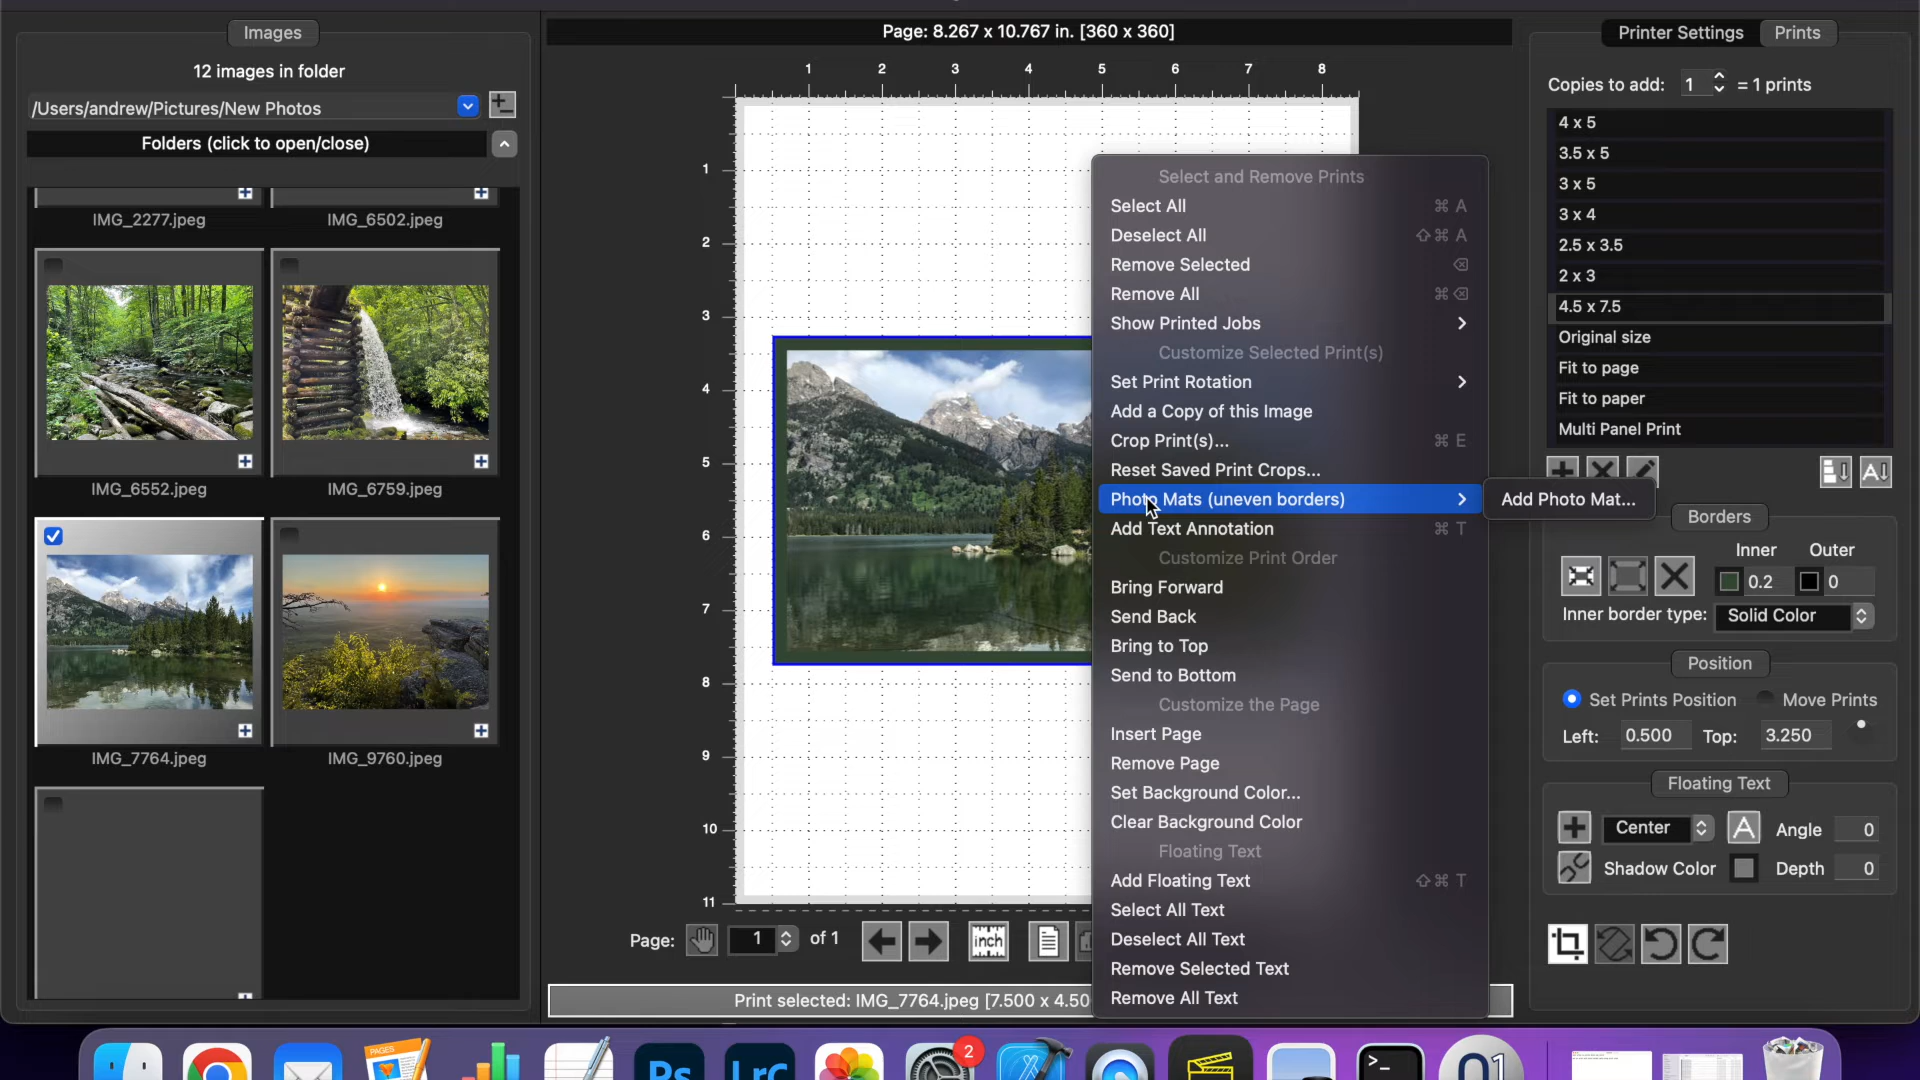 Images
12 images in folder
/Users/andrew/Pictures/New Photos
Folders (click to open/close)
IMG_2277.jpeg
IMG_6502.jpeg
IMG_6552.jpeg
IMG_6759.jpeg
IMG_7764.jpeg
IMG_9760.jpeg
Page: 8.267 x 10.767 in. [360 x 360]
1 2 3 4 5 6 7 8
1
2
3
4
5
6
7
8
9
10
11
Page: 1 of 1
inch
Print selected: IMG_7764.jpeg [7.500 x 4.50
Select and Remove Prints
Select All ⌘ A
Deselect All ⇧⌘ A
Remove Selected ⌫
Remove All ⌘⌫
Show Printed Jobs
Customize Selected Print(s)
Set Print Rotation
Add a Copy of this Image
Crop Print(s)... ⌘ E
Reset Saved Print Crops...
Photo Mats (uneven borders)
Add Photo Mat...
Add Text Annotation ⌘ T
Customize Print Order
Bring Forward
Send Back
Bring to Top
Send to Bottom
Customize the Page
Insert Page
Remove Page
Set Background Color...
Clear Background Color
Floating Text
Add Floating Text ⇧⌘ T
Select All Text
Deselect All Text
Remove Selected Text
Remove All Text
Printer Settings Prints
Copies to add: 1 = 1 prints
4 x 5
3.5 x 5
3 x 5
3 x 4
2.5 x 3.5
2 x 3
4.5 x 7.5
Original size
Fit to page
Fit to paper
Multi Panel Print
A
Borders
Inner Outer
0.2 0
Inner border type: Solid Color
Position
Set Prints Position Move Prints
Left: 0.500 Top: 3.250
Floating Text
Center A Angle 0
Shadow Color Depth 0
PAGES
Ps
LrC
2
>_
01